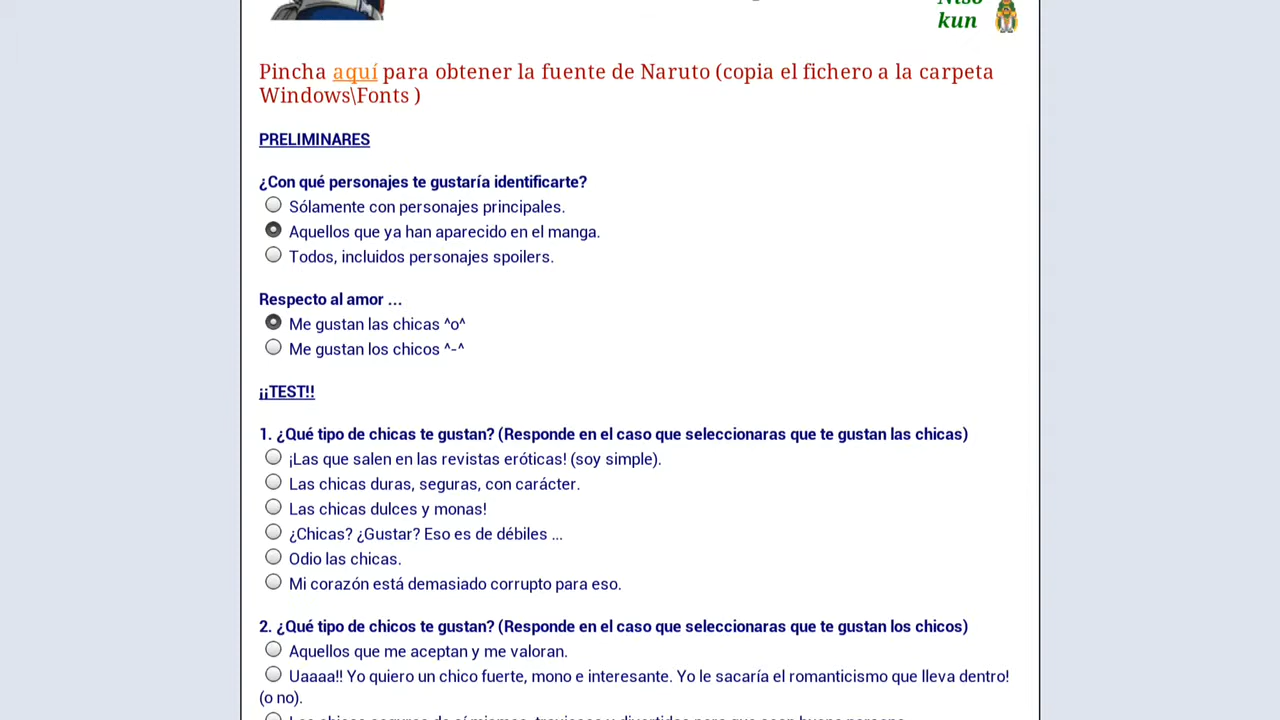 kun
Pincha aquí para obtener la fuente de Naruto (copia el fichero a la carpeta
Windows\Fonts )
PRELIMINARES
¿Con qué personajes te gustaría identificarte?
Sólamente con personajes principales.
Aquellos que ya han aparecido en el manga.
Todos, incluidos personajes spoilers.
Respecto al amor ...
Me gustan las chicas ^o^
Me gustan los chicos ^-^
¡¡TEST!!
1. ¿Qué tipo de chicas te gustan? (Responde en el caso que seleccionaras que te gustan las chicas)
¡Las que salen en las revistas eróticas! (soy simple).
Las chicas duras, seguras, con carácter.
Las chicas dulces y monas!
¿Chicas? ¿Gustar? Eso es de débiles ...
Odio las chicas.
Mi corazón está demasiado corrupto para eso.
2. ¿Qué tipo de chicos te gustan? (Responde en el caso que seleccionaras que te gustan los chicos)
Aquellos que me aceptan y me valoran.
Uaaaa!! Yo quiero un chico fuerte, mono e interesante. Yo le sacaría el romanticismo que lleva dentro!
(o no).